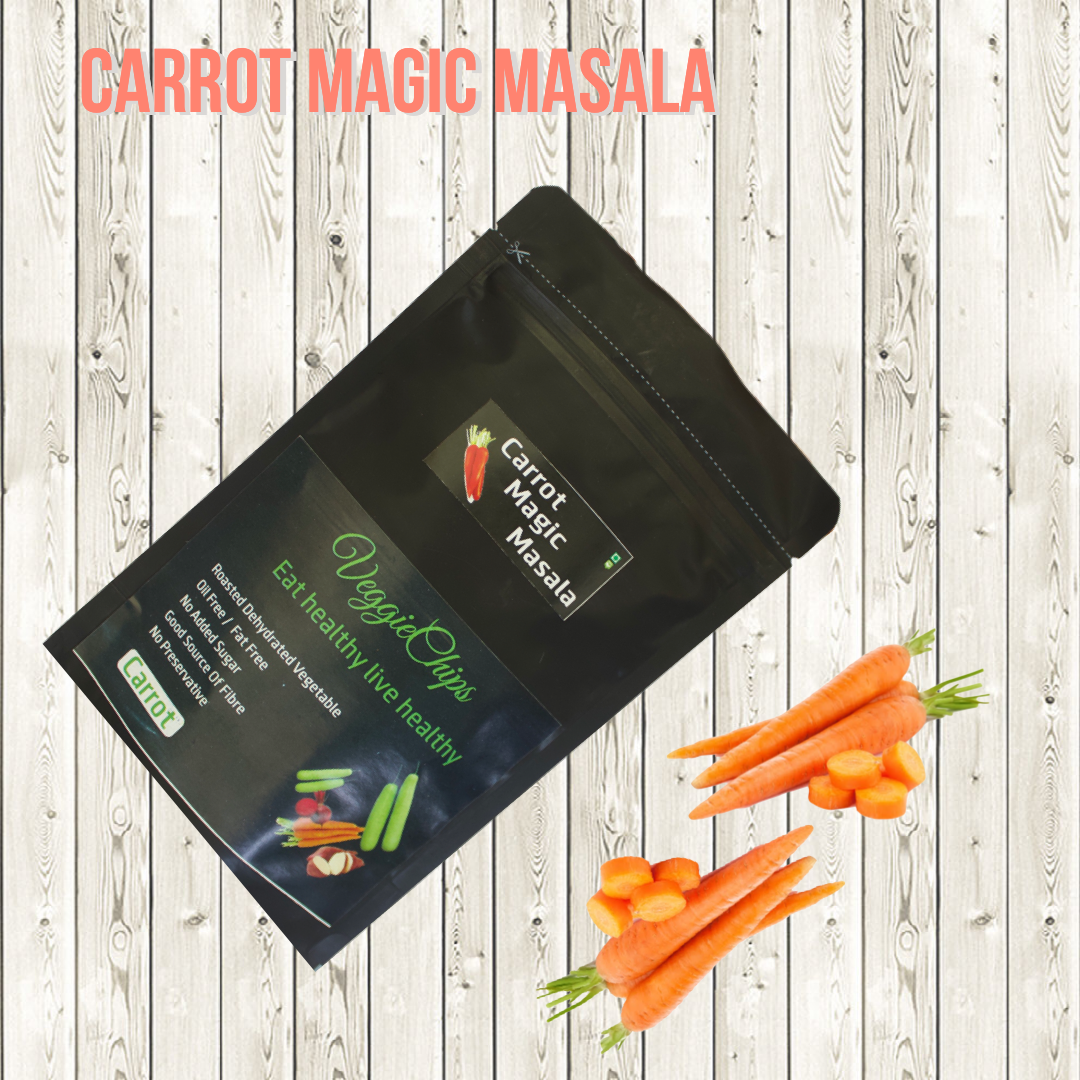 CARROT MAGIC MASALA
Carrot
Magic
Masala
VeggieChips
Eat healthy live healthy
Roasted Dehydrated Vegetable
Oil Free / Fat Free
No Added Sugar
Good Source Of Fibre
No Preservative
Carrot